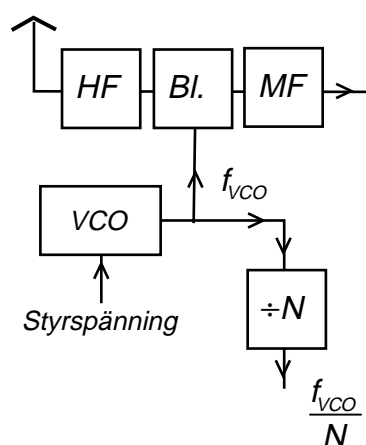 HF Bl. MF
f_VCO
VCO
Styrspänning
÷N
f_VCO
N